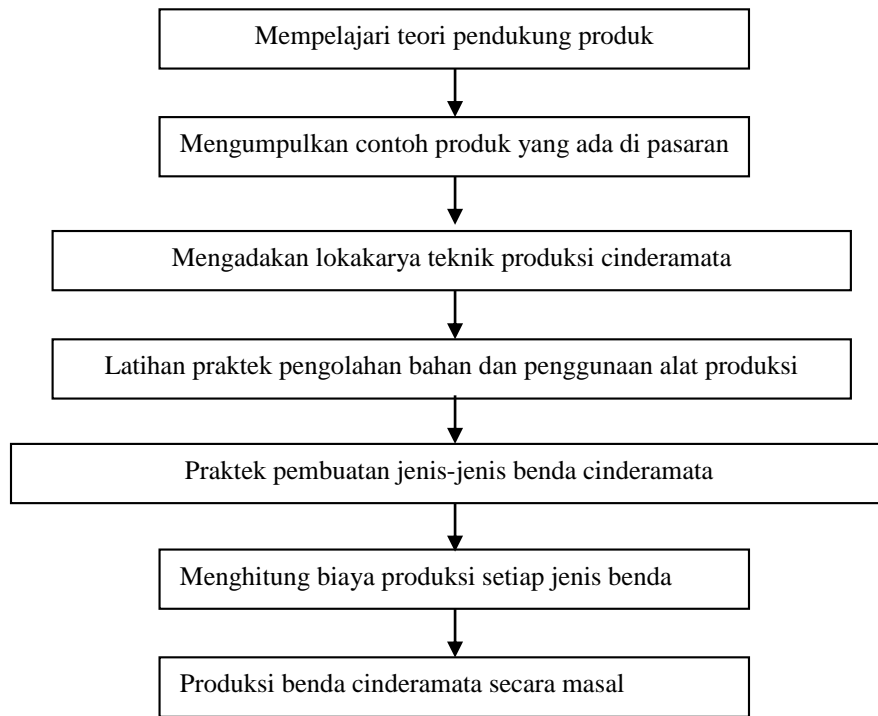 Mempelajari teori pendukung produk
Mengumpulkan contoh produk yang ada di pasaran
Mengadakan lokakarya teknik produksi cinderamata
Latihan praktek pengolahan bahan dan penggunaan alat produksi
Praktek pembuatan jenis-jenis benda cinderamata
Menghitung biaya produksi setiap jenis benda
Produksi benda cinderamata secara masal